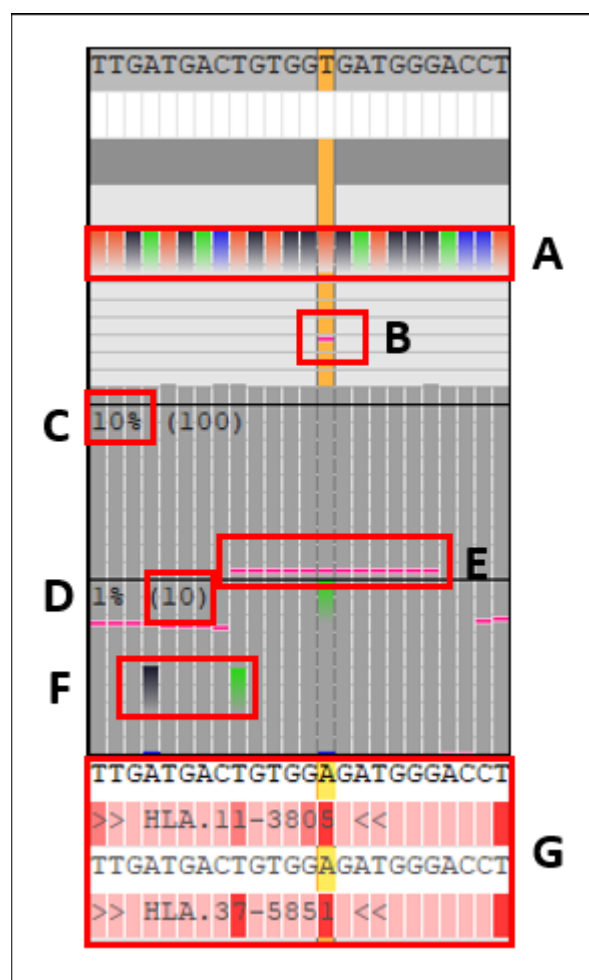 TTGATGACTGTGGTGATGGGACCT
A
B
C
10% (100)
E
D
1% (10)
F
TTGATGACTGTGGAGATGGGACCT
>> HLA.11-3805 <<
G
TTGATGACTGTGGAGATGGGACCT
>> HLA.37-5851 <<